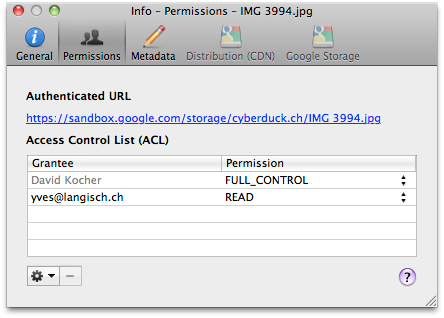 Info – Permissions – IMG 3994.jpg
General Permissions Metadata Distribution (CDN) Google Storage
Authenticated URL
https://sandbox.google.com/storage/cyberduck.ch/IMG 3994.jpg
Access Control List (ACL)
Grantee Permission
David Kocher FULL_CONTROL
yves@langisch.ch READ
?